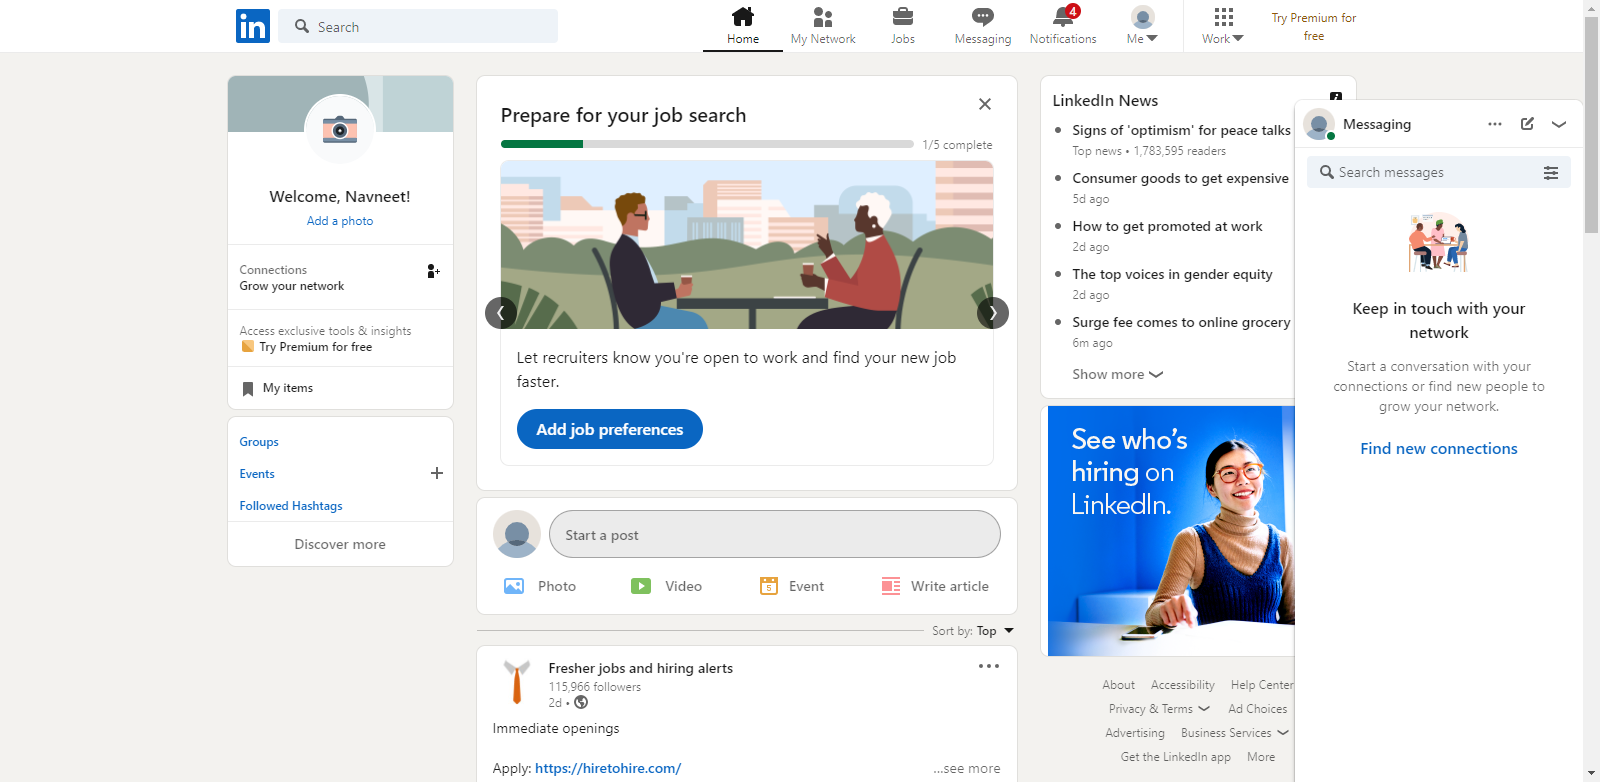 in
Search
Home
My Network
Jobs
Messaging
4
Notifications
Me
Work
Try Premium for
free
Welcome, Navneet!
Add a photo
Connections
Grow your network
Access exclusive tools & insights
Try Premium for free
My items
Groups
Events
Followed Hashtags
Discover more
Prepare for your job search
1/5 complete
Let recruiters know you're open to work and find your new job
faster.
Add job preferences
Start a post
Photo
Video
5
Event
Write article
Sort by: Top
Fresher jobs and hiring alerts
115,966 followers
2d •
Immediate openings
Apply: https://hiretohire.com/
...see more
LinkedIn News
Signs of 'optimism' for peace talks
Top news • 1,783,595 readers
Consumer goods to get expensive
5d ago
How to get promoted at work
2d ago
The top voices in gender equity
2d ago
Surge fee comes to online grocery
6m ago
Show more
See who's
hiring on
LinkedIn.
About Accessibility Help Center
Privacy & Terms Ad Choices
Advertising Business Services
Get the LinkedIn app More
Messaging
Search messages
Keep in touch with your
network
Start a conversation with your
connections or find new people to
grow your network.
Find new connections